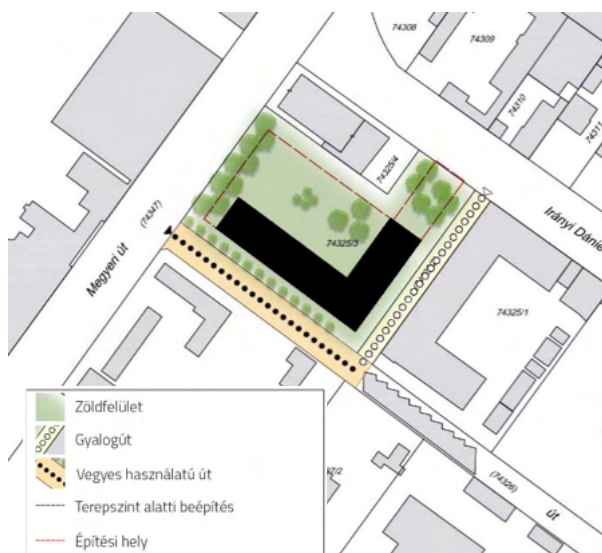 74308
74309
74310
74311
74325/4
Irányi Dánie
(74347)
Megyeri út
74325/3
74325/1
Zöldfelület
Gyalogút
Vegyes használatú út
Terepszint alatti beépítés
Építési hely
(74326)
út